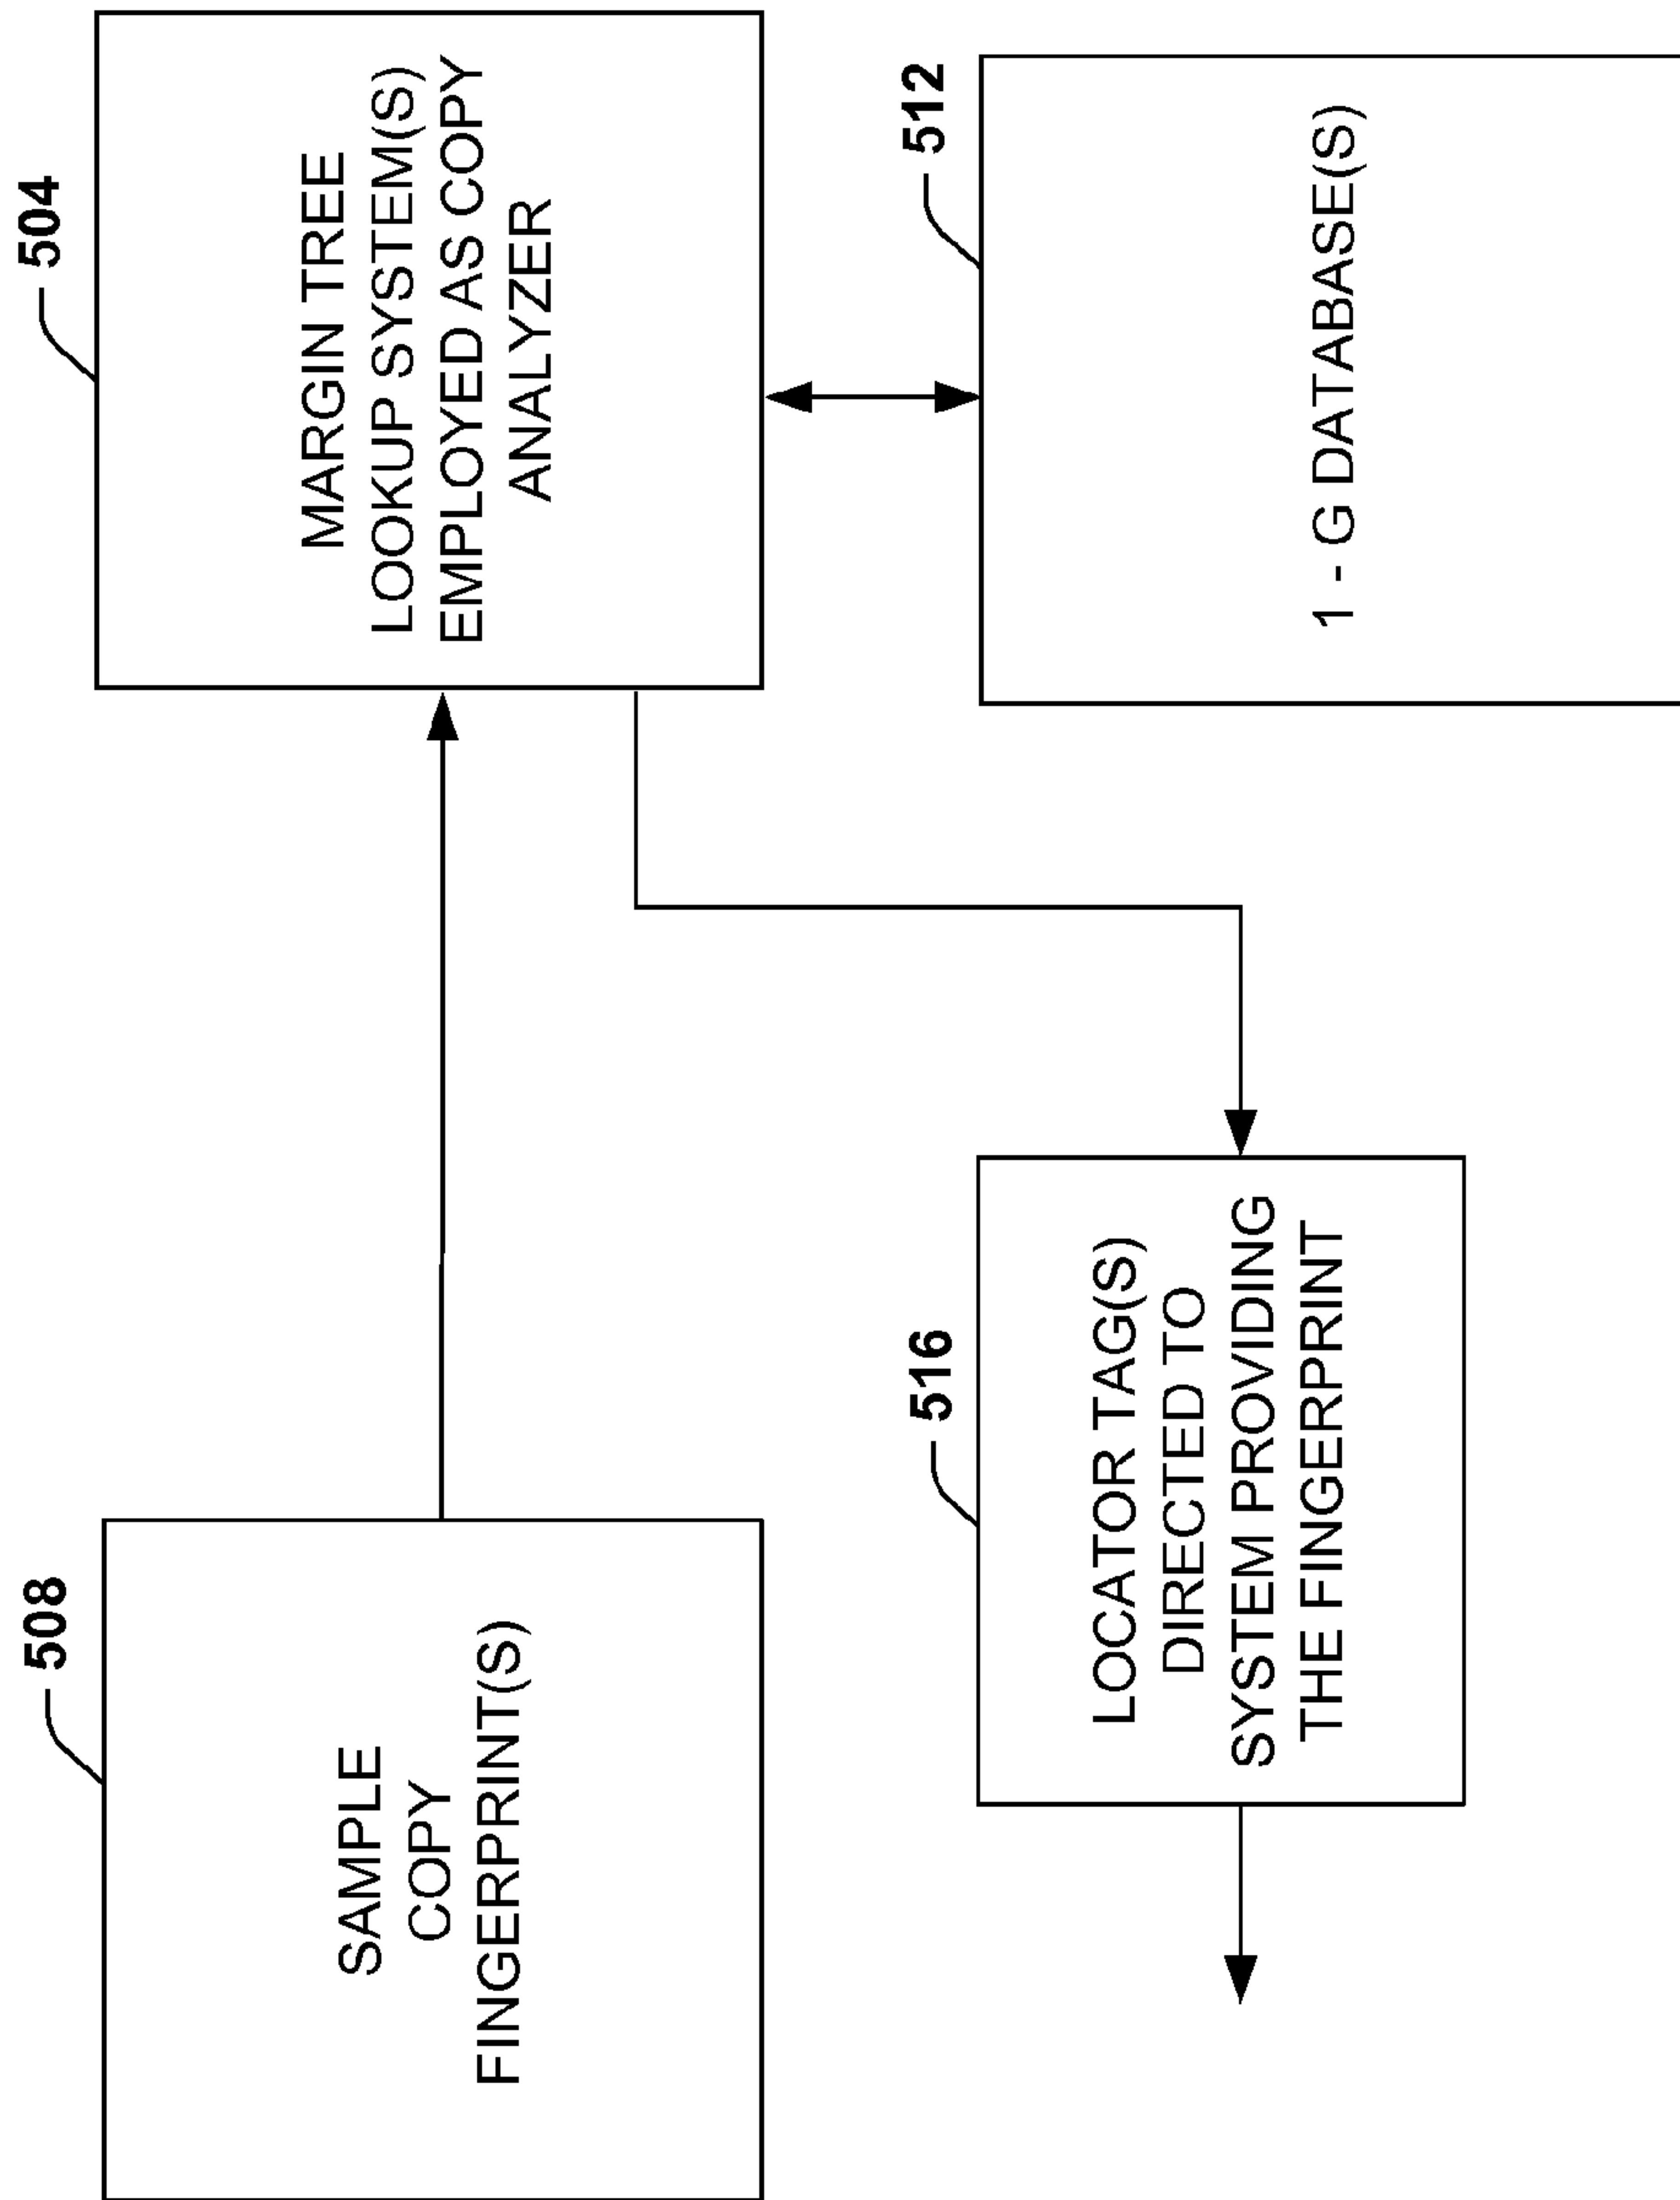 508
SAMPLE
COPY
FINGERPRINT(S)
504
MARGIN TREE
LOOKUP SYSTEM(S)
EMPLOYED AS COPY
ANALYZER
516
LOCATOR TAG(S)
DIRECTED TO
SYSTEM PROVIDING
THE FINGERPRINT
512
1 - G DATABASE(S)